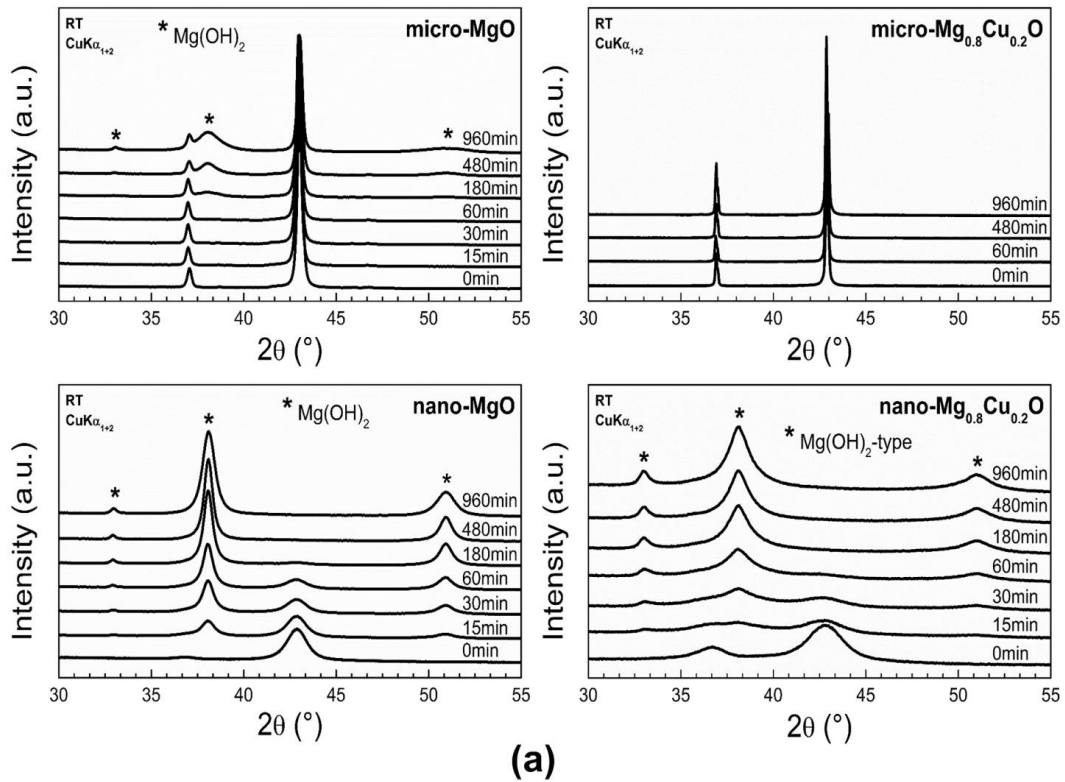 RT
CuKα1+2
* Mg(OH)2
micro-MgO
Intensity (a.u.)
*
*
*
960min
480min
180min
60min
30min
15min
0min
30 35 40 45 50 55
2θ (°)
RT
CuKα1+2
micro-Mg0.8Cu0.2O
Intensity (a.u.)
960min
480min
60min
0min
30 35 40 45 50 55
2θ (°)
RT
CuKα1+2
* Mg(OH)2
nano-MgO
Intensity (a.u.)
*
*
*
960min
480min
180min
60min
30min
15min
0min
30 35 40 45 50 55
2θ (°)
RT
CuKα1+2
nano-Mg0.8Cu0.2O
* Mg(OH)2-type
Intensity (a.u.)
*
*
*
960min
480min
180min
60min
30min
15min
0min
30 35 40 45 50 55
2θ (°)
(a)